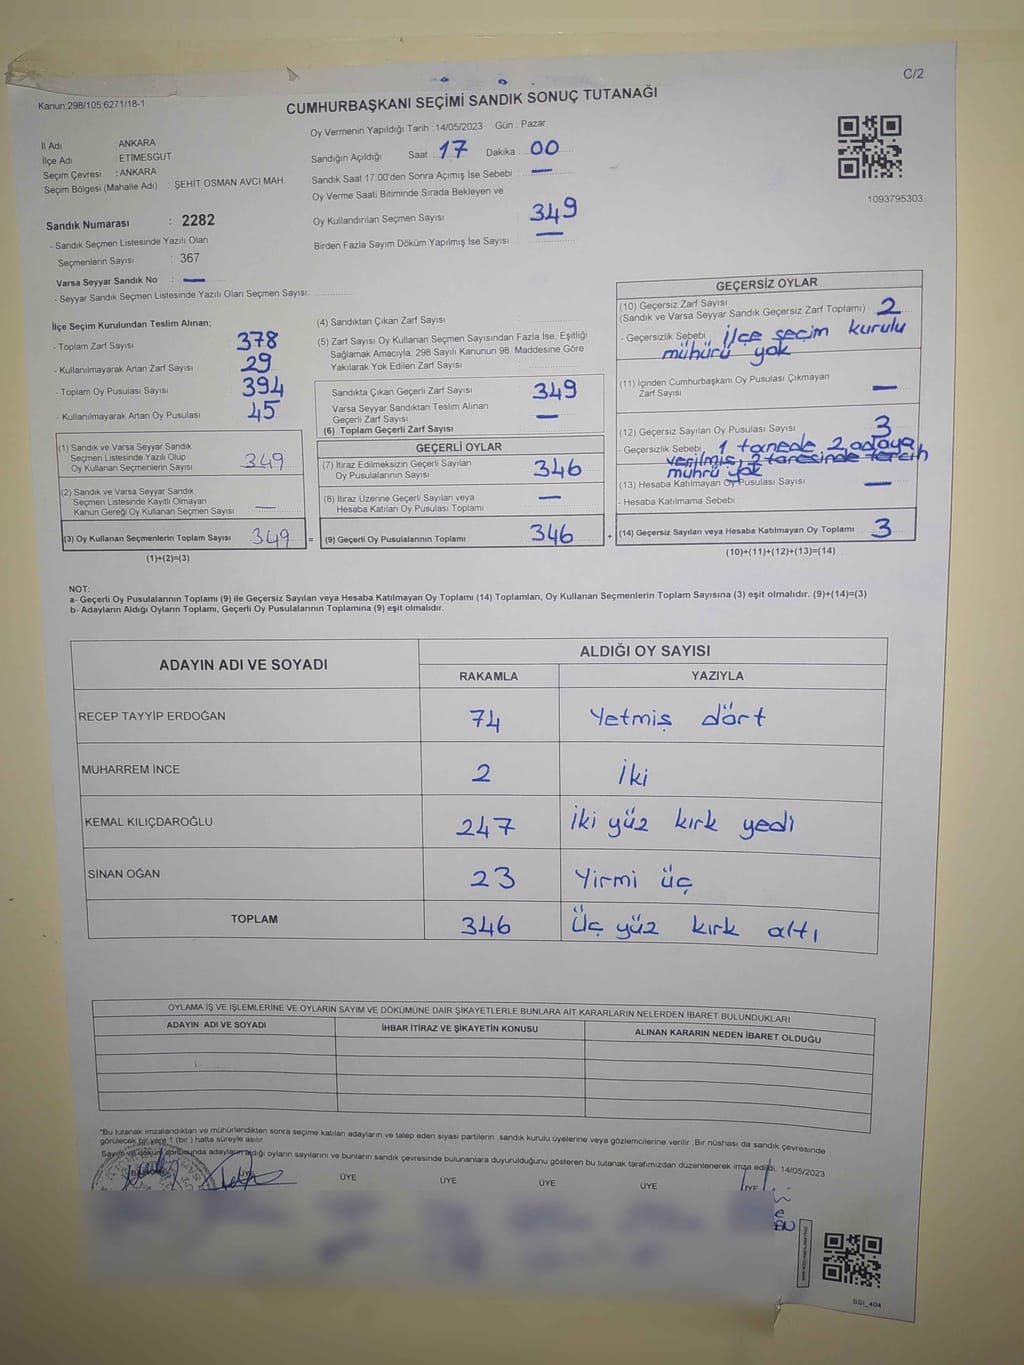 C/2
Kanun;298/105;6271/18-1
CUMHURBAŞKANI SEÇİMİ SANDIK SONUÇ TUTANAĞI
İl Adı ANKARA
İlçe Adı : ETİMESGUT
Seçim Çevresi : ANKARA
Seçim Bölgesi (Mahalle Adı) : ŞEHİT OSMAN AVCI MAH.
Sandık Numarası : 2282
- Sandık Seçmen Listesinde Yazılı Olan
Seçmenlerin Sayısı : 367
Varsa Seyyar Sandık No : —
- Seyyar Sandık Seçmen Listesinde Yazılı Olan Seçmen Sayısı:
Oy Vermenin Yapıldığı Tarih : 14/05/2023 Gün : Pazar
Sandığın Açıldığı Saat : 17 Dakika : 00
Sandık Saat 17:00'den Sonra Açımış İse Sebebi : —
Oy Verme Saati Bitiminde Sırada Bekleyen ve
Oy Kullandırılan Seçmen Sayısı : 349
Birden Fazla Sayım Döküm Yapılmış İse Sayısı : —
1093795303
İlçe Seçim Kurulundan Teslim Alınan;
- Toplam Zarf Sayısı : 378
- Kullanılmayarak Artan Zarf Sayısı : 29
- Toplam Oy Pusulası Sayısı : 394
- Kullanılmayarak Artan Oy Pusulası : 45
(1) Sandık ve Varsa Seyyar Sandık
Seçmen Listesinde Yazılı Olup
Oy Kullanan Seçmenlerin Sayısı 349
(2) Sandık ve Varsa Seyyar Sandık
Seçmen Listesinde Kayıtlı Olmayan
Kanun Gereği Oy Kullanan Seçmen Sayısı —
(3) Oy Kullanan Seçmenlerin Toplam Sayısı 349 =
(1)+(2)=(3)
(4) Sandıktan Çıkan Zarf Sayısı :
(5) Zarf Sayısı Oy Kullanan Seçmen Sayısından Fazla İse, Eşitliği
Sağlamak Amacıyla, 298 Sayılı Kanunun 98. Maddesine Göre
Yakılarak Yok Edilen Zarf Sayısı :
Sandıkta Çıkan Geçerli Zarf Sayısı : 349
Varsa Seyyar Sandıktan Teslim Alınan
Geçerli Zarf Sayısı : —
(6) Toplam Geçerli Zarf Sayısı :
GEÇERLİ OYLAR
(7) İtiraz Edilmeksizin Geçerli Sayılan
Oy Pusulalarının Sayısı : 346
(8) İtiraz Üzerine Geçerli Sayılan veya
Hesaba Katılan Oy Pusulası Toplamı : —
(9) Geçerli Oy Pusulalarının Toplamı : 346 +
GEÇERSİZ OYLAR
(10) Geçersiz Zarf Sayısı
(Sandık ve Varsa Seyyar Sandık Geçersiz Zarf Toplamı) : 2
- Geçersizlik Sebebi : İlçe seçim kurulu
mühürü yok
(11) İçinden Cumhurbaşkanı Oy Pusulası Çıkmayan
Zarf Sayısı : —
(12) Geçersiz Sayılan Oy Pusulası Sayısı : 3
- Geçersizlik Sebebi : 1 tanede 2 adaya
verilmiş, 2 tanesinde tercih
mührü yok
(13) Hesaba Katılmayan Oy Pusulası Sayısı : —
- Hesaba Katılmama Sebebi :
(14) Geçersiz Sayılan veya Hesaba Katılmayan Oy Toplamı : 3
(10)+(11)+(12)+(13)=(14)
NOT:
a- Geçerli Oy Pusulalarının Toplamı (9) ile Geçersiz Sayılan veya Hesaba Katılmayan Oy Toplamı (14) Toplamları, Oy Kullanan Seçmenlerin Toplam Sayısına (3) eşit olmalıdır. (9)+(14)=(3)
b- Adayların Aldığı Oyların Toplamı, Geçerli Oy Pusulalarının Toplamına (9) eşit olmalıdır.
ADAYIN ADI VE SOYADI ALDIĞI OY SAYISI
RAKAMLA YAZIYLA
RECEP TAYYİP ERDOĞAN 74 Yetmiş dört
MUHARREM İNCE 2 İki
KEMAL KILIÇDAROĞLU 247 İki yüz kırk yedi
SİNAN OĞAN 23 Yirmi üç
TOPLAM 346 Üç yüz kırk altı
OYLAMA İŞ VE İŞLEMLERİNE VE OYLARIN SAYIM VE DÖKÜMÜNE DAİR ŞİKAYETLERLE BUNLARA AİT KARARLARIN NELERDEN İBARET BULUNDUKLARI
ADAYIN ADI VE SOYADI İHBAR İTİRAZ VE ŞİKAYETİN KONUSU ALINAN KARARIN NEDEN İBARET OLDUĞU
*Bu tutanak imzalandıktan ve mühürlendikten sonra seçime katılan adayların ve talep eden siyasi partilerin sandık kurulu üyelerine veya gözlemcilerine verilir. Bir nüshası da sandık çevresinde
görülecek bir yere 1 (bir ) hafta süreyle asılır.
Sayım ve döküm sonucunda adayların aldığı oyların sayılarını ve bunların sandık çevresinde bulunanlara duyurulduğunu gösteren bu tutanak tarafımızdan düzenlenerek imza edildi. 14/05/2023
ÜYE ÜYE ÜYE ÜYE ÜYE
SSI_404